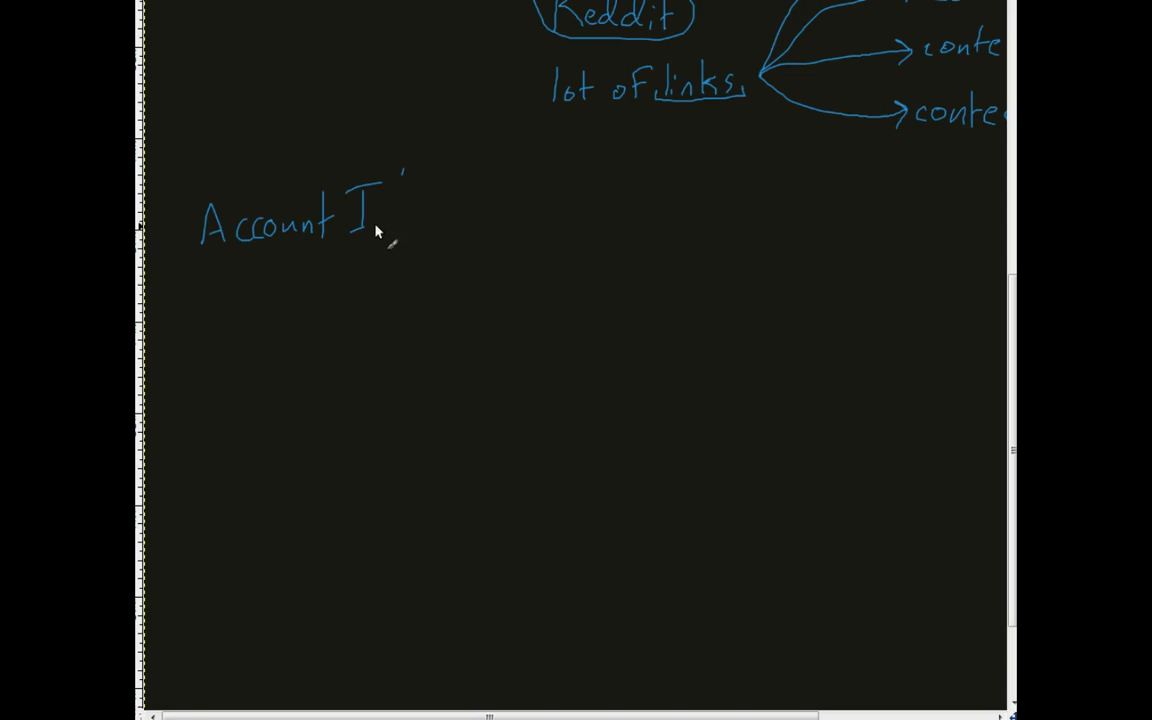 Reddit
conte
lot of links.
conte
Account I